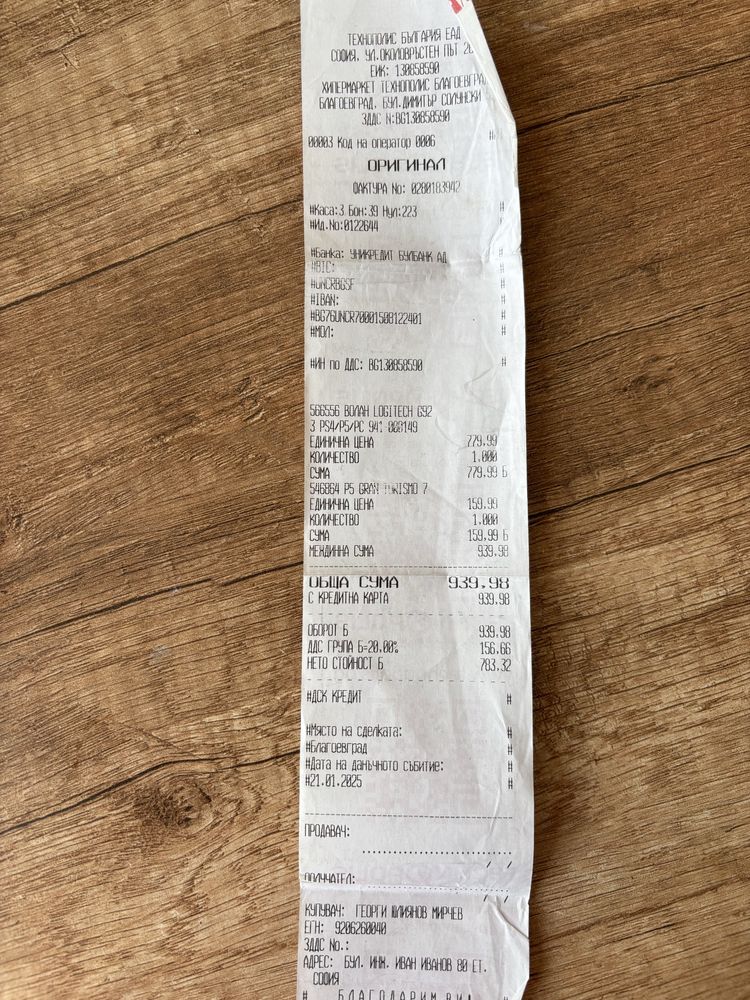 ТЕХНОПОЛИС БЪЛГАРИЯ ЕАД
СОФИЯ, УЛ.ОКОЛОВРЪСТЕН ПЪТ
ЕИК: 130858590
ХИПЕРМАРКЕТ ТЕХНОПОЛИС БЛАГОЕВГРА
БЛАГОЕВГРАД, БУЛ.ДИМИТЪР СОЛУНСКИ
ЗДДС N:BG130858590
00003 Код на оператор 0006 #
ОРИГИНАЛ
ФАКТУРА No: 0280183942
#Каса:3 Бон:39 Нул:223 #
#Ид.No:0122644 #
#Банка: УНИКРЕДИТ БУЛБАНК АД #
#BIC: #
#UNCRBGSF #
#IBAN: #
#BG76UNCR70001508122401 #
#МОЛ: #
#ИН по ДДС: BG130858590 #
566556 ВОЛАН LOGITECH G92
3 PS4/P5/PC 941-000149
ЕДИНИЧНА ЦЕНА 779.99
КОЛИЧЕСТВО 1.000
СУМА 779.99 Б
546864 P5 GRAN TURISMO 7
ЕДИНИЧНА ЦЕНА 159.99
КОЛИЧЕСТВО 1.000
СУМА 159.99 Б
МЕЖДИННА СУМА 939.98
ОБЩА СУМА 939.98
С КРЕДИТНА КАРТА 939.98
ОБОРОТ Б 939.98
ДДС ГРУПА Б=20.00% 156.66
НЕТО СТОЙНОСТ Б 783.32
#ДСК КРЕДИТ #
#Място на сделката: #
#Благоевград #
#Дата на данъчното събитие: #
#21.01.2025 #
ПРОДАВАЧ:
/ /
ПОЛУЧАТЕЛ:
/ /
КУПУВАЧ: ГЕОРГИ ИЛИЯНОВ МИРЧЕВ
ЕГН: 9206260040
ЗДДС No.:
АДРЕС: БУЛ. ИНЖ. ИВАН ИВАНОВ 80 ЕТ.
СОФИЯ
# БЛАГОДАРИМ ВИ #